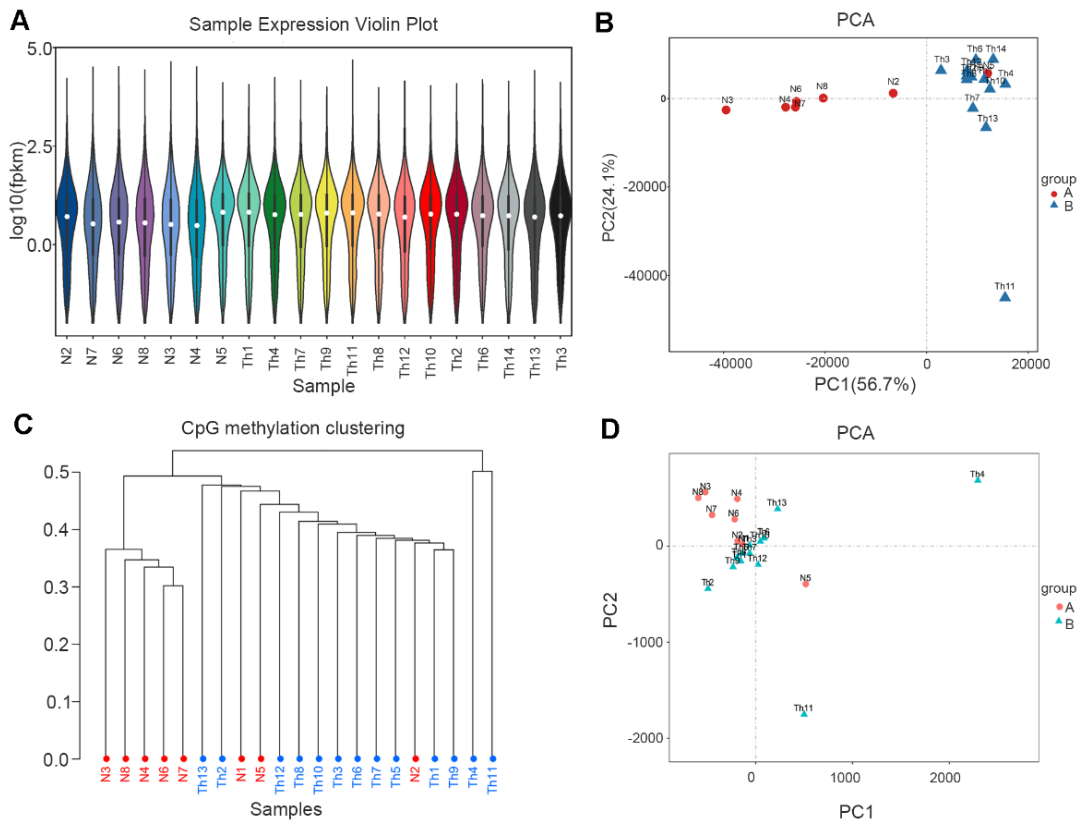 A
Sample Expression Violin Plot
5.0
2.5
0.0
log10(fpkm)
N2 N7 N6 N8 N3 N4 N5 Th1 Th4 Th7 Th9 Th11 Th8 Th12 Th10 Th2 Th6 Th14 Th13 Th3
Sample
B
PCA
Th6 Th14
Th3
N5
Th4
Th10
N2
N8
N6
N4
N7
N3
Th7
Th13
Th11
0
-20000
-40000
PC2(24.1%)
-40000 -20000 0 20000
PC1(56.7%)
group
A
B
C
CpG methylation clustering
0.5
0.4
0.3
0.2
0.1
0.0
N3 N8 N4 N6 N7 Th13 Th2 N1 N5 Th12 Th8 Th10 Th3 Th6 Th7 Th5 N2 Th1 Th9 Th4 Th11
Samples
D
PCA
Th4
N3
N8
N4
Th13
N7
N6
Th6
N2
Th12
Th9
Th2
N5
Th11
0
-1000
-2000
PC2
0 1000 2000
PC1
group
A
B